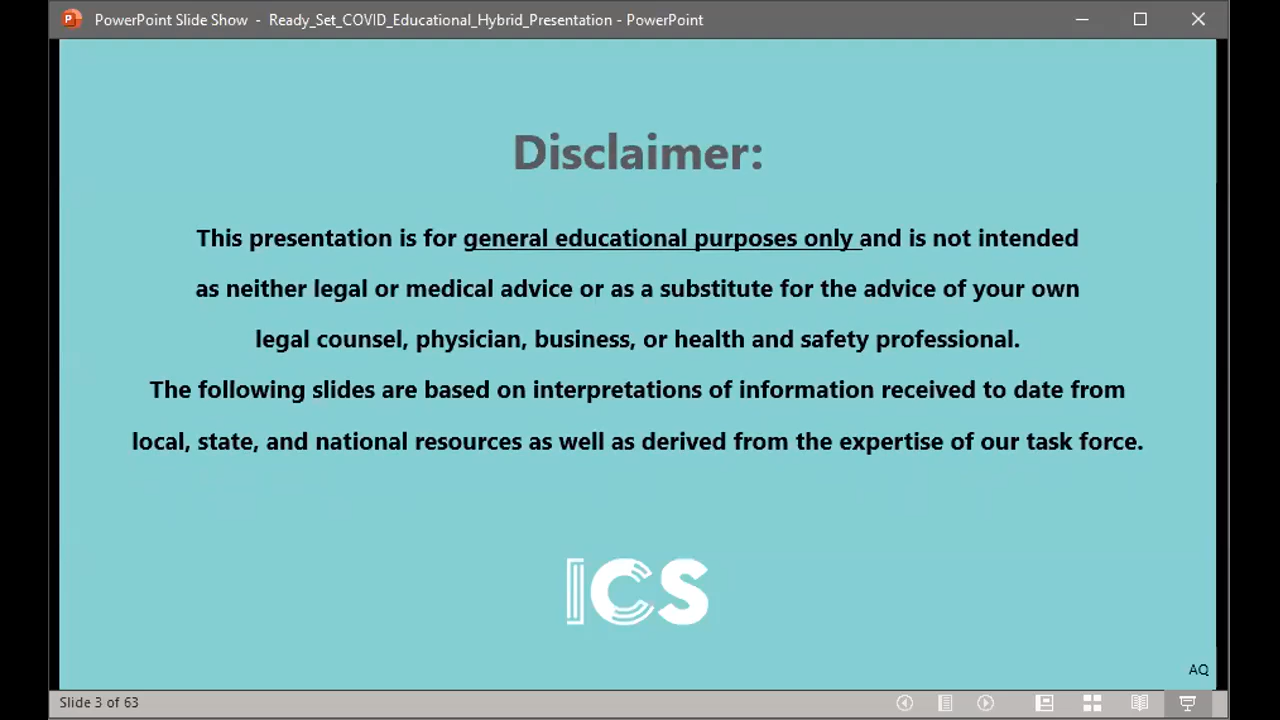 PowerPoint Slide Show - Ready_Set_COVID_Educational_Hybrid_Presentation - PowerPoint
Disclaimer:
This presentation is for general educational purposes only and is not intended
as neither legal or medical advice or as a substitute for the advice of your own
legal counsel, physician, business, or health and safety professional.
The following slides are based on interpretations of information received to date from
local, state, and national resources as well as derived from the expertise of our task force.
ICS
AQ
Slide 3 of 63